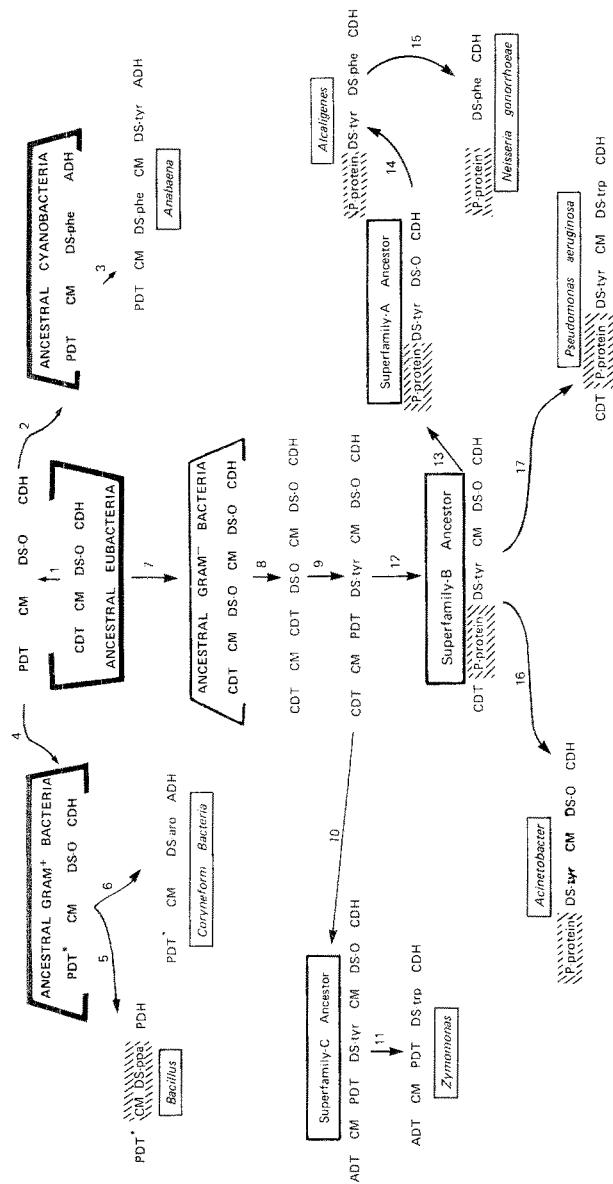 PDT CM DS-O CDH
1
CDT CM DS-O CDH
ANCESTRAL EUBACTERIA
2
ANCESTRAL CYANOBACTERIA
PDT CM DS-phe ADH
3
PDT CM DS-phe CM DS-tyr ADH
Anabaena
4
ANCESTRAL GRAM+ BACTERIA
PDT* CM DS-O CDH
5
6
PDT* CM DS-ppa PDH
Bacillus
PDT* CM DS-aro ADH
Coryneform Bacteria
7
ANCESTRAL GRAM− BACTERIA
CDT CM DS-O CM DS-O CDH
8
CDT CM CDT DS-O CM DS-O CDH
9
CDT CM PDT DS-tyr CM DS-O CDH
10
Superfamily-C Ancestor
ADT CM PDT DS-tyr CM DS-O CDH
11
ADT CM PDT DS-trp CDH
Zymomonas
12
Superfamily-B Ancestor
CDT P-protein DS-tyr CM DS-O CDH
13
Superfamily-A Ancestor
P-protein DS-tyr DS-O CDH
14
Alcaligenes
P-protein DS-tyr DS-phe CDH
15
P-protein DS-phe CDH
Neisseria gonorrhoeae
16
Acinetobacter
P-protein DS-tyr CM DS-O CDH
17
Pseudomonas aeruginosa
CDT P-protein DS-tyr CM DS-trp CDH